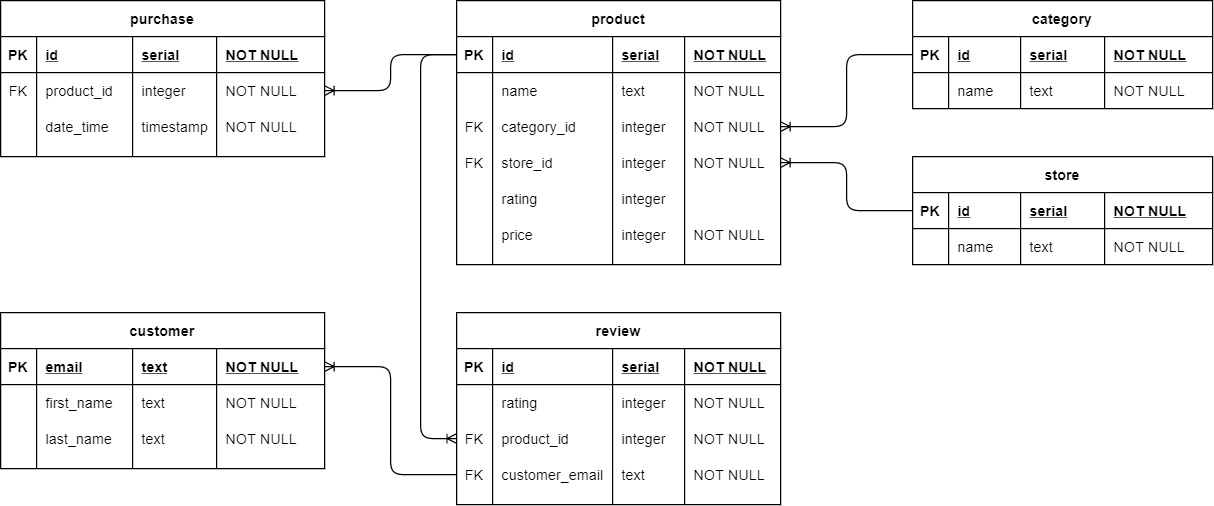 purchase
PK id serial NOT NULL
FK product_id integer NOT NULL
date_time timestamp NOT NULL
product
PK id serial NOT NULL
name text NOT NULL
FK category_id integer NOT NULL
FK store_id integer NOT NULL
rating integer
price integer NOT NULL
category
PK id serial NOT NULL
name text NOT NULL
store
PK id serial NOT NULL
name text NOT NULL
customer
PK email text NOT NULL
first_name text NOT NULL
last_name text NOT NULL
review
PK id serial NOT NULL
rating integer NOT NULL
FK product_id integer NOT NULL
FK customer_email text NOT NULL